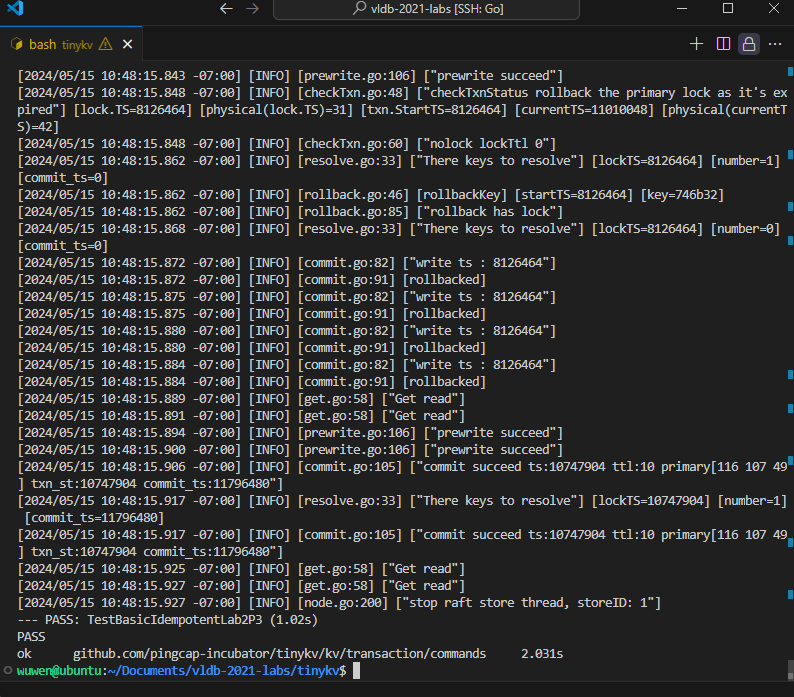 vldb-2021-labs [SSH: Go]
bash tinykv
[2024/05/15 10:48:15.843 -07:00] [INFO] [prewrite.go:106] ["prewrite succeed"]
[2024/05/15 10:48:15.848 -07:00] [INFO] [checkTxn.go:48] ["checkTxnStatus rollback the primary lock as it's ex
pired"] [lock.TS=8126464] [physical(lock.TS)=31] [txn.StartTS=8126464] [currentTS=11010048] [physical(currentT
S)=42]
[2024/05/15 10:48:15.848 -07:00] [INFO] [checkTxn.go:60] ["nolock lockTtl 0"]
[2024/05/15 10:48:15.862 -07:00] [INFO] [resolve.go:33] ["There keys to resolve"] [lockTS=8126464] [number=1]
[commit_ts=0]
[2024/05/15 10:48:15.862 -07:00] [INFO] [rollback.go:46] [rollbackKey] [startTS=8126464] [key=746b32]
[2024/05/15 10:48:15.862 -07:00] [INFO] [rollback.go:85] ["rollback has lock"]
[2024/05/15 10:48:15.868 -07:00] [INFO] [resolve.go:33] ["There keys to resolve"] [lockTS=8126464] [number=0]
[commit_ts=0]
[2024/05/15 10:48:15.872 -07:00] [INFO] [commit.go:82] ["write ts : 8126464"]
[2024/05/15 10:48:15.872 -07:00] [INFO] [commit.go:91] [rollbacked]
[2024/05/15 10:48:15.875 -07:00] [INFO] [commit.go:82] ["write ts : 8126464"]
[2024/05/15 10:48:15.875 -07:00] [INFO] [commit.go:91] [rollbacked]
[2024/05/15 10:48:15.880 -07:00] [INFO] [commit.go:82] ["write ts : 8126464"]
[2024/05/15 10:48:15.880 -07:00] [INFO] [commit.go:91] [rollbacked]
[2024/05/15 10:48:15.884 -07:00] [INFO] [commit.go:82] ["write ts : 8126464"]
[2024/05/15 10:48:15.884 -07:00] [INFO] [commit.go:91] [rollbacked]
[2024/05/15 10:48:15.889 -07:00] [INFO] [get.go:58] ["Get read"]
[2024/05/15 10:48:15.891 -07:00] [INFO] [get.go:58] ["Get read"]
[2024/05/15 10:48:15.894 -07:00] [INFO] [prewrite.go:106] ["prewrite succeed"]
[2024/05/15 10:48:15.900 -07:00] [INFO] [prewrite.go:106] ["prewrite succeed"]
[2024/05/15 10:48:15.906 -07:00] [INFO] [commit.go:105] ["commit succeed ts:10747904 ttl:10 primary[116 107 49
] txn_st:10747904 commit_ts:11796480"]
[2024/05/15 10:48:15.917 -07:00] [INFO] [resolve.go:33] ["There keys to resolve"] [lockTS=10747904] [number=1]
[commit_ts=11796480]
[2024/05/15 10:48:15.917 -07:00] [INFO] [commit.go:105] ["commit succeed ts:10747904 ttl:10 primary[116 107 49
] txn_st:10747904 commit_ts:11796480"]
[2024/05/15 10:48:15.925 -07:00] [INFO] [get.go:58] ["Get read"]
[2024/05/15 10:48:15.927 -07:00] [INFO] [get.go:58] ["Get read"]
[2024/05/15 10:48:15.927 -07:00] [INFO] [node.go:200] ["stop raft store thread, storeID: 1"]
--- PASS: TestBasicIdempotentLab2P3 (1.02s)
PASS
ok github.com/pingcap-incubator/tinykv/kv/transaction/commands 2.031s
wuwen@ubuntu:~/Documents/vldb-2021-labs/tinykv$